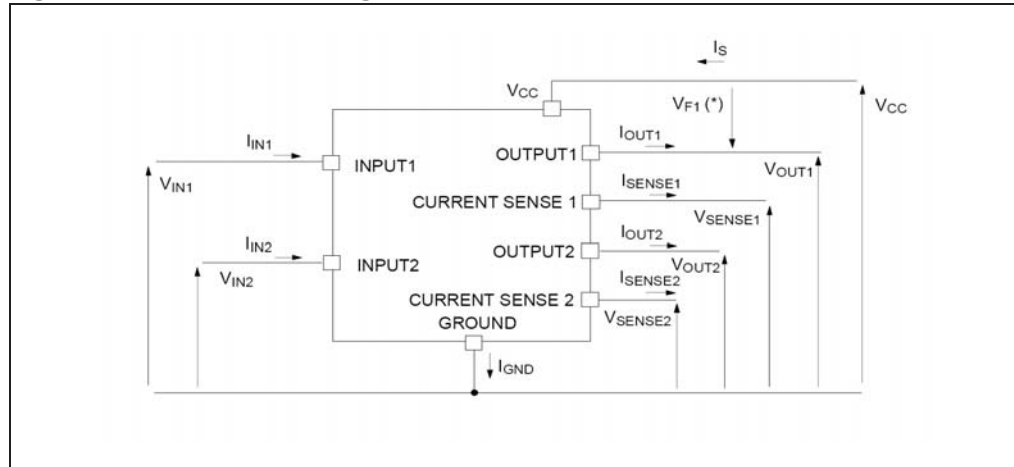 I_S
V_CC
V_F1 (*)
V_CC
I_IN1
I_OUT1
INPUT1
OUTPUT1
V_IN1
V_OUT1
I_SENSE1
CURRENT SENSE 1
V_SENSE1
I_IN2
I_OUT2
OUTPUT2
INPUT2
V_IN2
V_OUT2
I_SENSE2
CURRENT SENSE 2
V_SENSE2
GROUND
I_GND